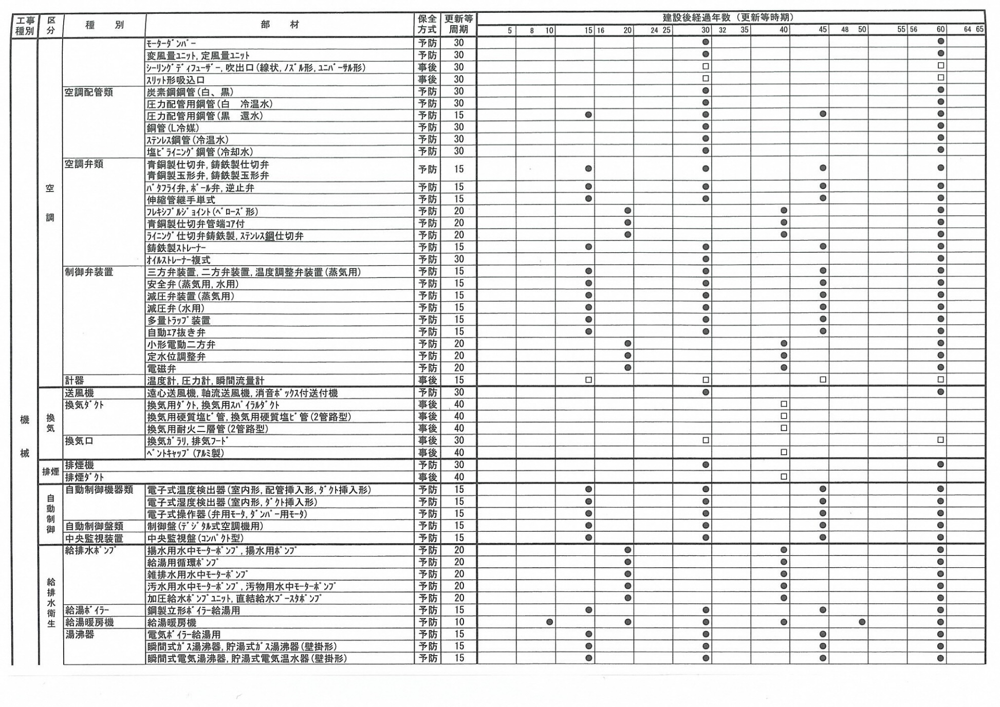 工事種別 区分 種　別 部　材 保全方式 更新等周期 建設後経過年数（更新等時期）
5 8 10 15 16 20 24 25 30 32 35 40 45 48 50 55 56 60 64 65
機械
空調
ﾓｰﾀｰﾀﾞﾝﾊﾟｰ 予防 30 ● ●
変風量ﾕﾆｯﾄ, 定風量ﾕﾆｯﾄ 予防 30 ● ●
ｼｰﾘﾝｸﾞﾃﾞｨﾌｭｰｻﾞｰ, 吹出口(線状, ﾉｽﾞﾙ形, ﾕﾆﾊﾞｰｻﾙ形) 事後 30 □ □
ｽﾘｯﾄ形吸込口 事後 30 □ □
空調配管類 炭素鋼鋼管(白、黒) 予防 30 ● ●
圧力配管用鋼管(白　冷温水) 予防 30 ● ●
圧力配管用鋼管(黒　還水) 予防 15 ● ● ● ●
銅管(L冷媒) 予防 30 ● ●
ｽﾃﾝﾚｽ鋼管(冷温水) 予防 30 ● ●
塩ﾋﾞﾗｲﾆﾝｸﾞ鋼管(冷却水) 予防 30 ● ●
空調弁類 青銅製仕切弁, 鋳鉄製仕切弁
青銅製玉形弁, 鋳鉄製玉形弁 予防 15 ● ● ● ●
ﾊﾞﾀﾌﾗｲ弁, ﾎﾞｰﾙ弁, 逆止弁 予防 15 ● ● ● ●
伸縮管継手単式 予防 15 ● ● ● ●
ﾌﾚｷｼﾌﾞﾙｼﾞｮｲﾝﾄ(ﾍﾞﾛｰｽﾞ形) 予防 20 ● ● ●
青銅製仕切弁管端ｺｱ付 予防 20 ● ● ●
ﾗｲﾆﾝｸﾞ仕切弁鋳鉄製, ｽﾃﾝﾚｽ鋼仕切弁 予防 20 ● ● ●
鋳鉄製ｽﾄﾚｰﾅｰ 予防 15 ● ● ● ●
ｵｲﾙｽﾄﾚｰﾅｰ複式 予防 30 ● ●
制御弁装置 三方弁装置, 二方弁装置, 温度調整弁装置(蒸気用) 予防 15 ● ● ● ●
安全弁(蒸気用, 水用) 予防 15 ● ● ● ●
減圧弁装置(蒸気用) 予防 15 ● ● ● ●
減圧弁(水用) 予防 15 ● ● ● ●
多量ﾄﾗｯﾌﾟ装置 予防 15 ● ● ● ●
自動ｴｱ抜き弁 予防 15 ● ● ● ●
小形電動二方弁 予防 20 ● ● ●
定水位調整弁 予防 20 ● ● ●
電磁弁 予防 20 ● ● ●
計器 温度計, 圧力計, 瞬間流量計 事後 15 □ □ □ □
換気
送風機 遠心送風機, 軸流送風機, 消音ﾎﾞｯｸｽ付送付機 予防 30 ● ●
換気ﾀﾞｸﾄ 換気用ﾀﾞｸﾄ, 換気用ｽﾊﾟｲﾗﾙﾀﾞｸﾄ 事後 40 □
換気用硬質塩ﾋﾞ管, 換気用硬質塩ﾋﾞ管(2管路型) 事後 40 □
換気用耐火二層管(2管路型) 事後 40 □
換気口 換気ｶﾞﾗﾘ, 排気ﾌｰﾄﾞ 事後 30 □ □
ﾍﾞﾝﾄｷｬｯﾌﾟ(ｱﾙﾐ製) 事後 40 □
排煙
排煙機 予防 30 ● ●
排煙ﾀﾞｸﾄ 事後 40 □
自動制御
自動制御機器類 電子式温度検出器(室内形, 配管挿入形, ﾀﾞｸﾄ挿入形) 予防 15 ● ● ● ●
電子式湿度検出器(室内形, ﾀﾞｸﾄ挿入形) 予防 15 ● ● ● ●
電子式操作器(弁用ﾓｰﾀ, ﾀﾞﾝﾊﾟｰ用ﾓｰﾀ) 予防 15 ● ● ● ●
自動制御盤類 制御盤(ﾃﾞｼﾞﾀﾙ式空調機用) 予防 15 ● ● ● ●
中央監視装置 中央監視盤(ｺﾝﾊﾟｸﾄ型) 予防 15 ● ● ● ●
給排水衛生
給排水ﾎﾟﾝﾌﾟ 揚水用水中ﾓｰﾀｰﾎﾟﾝﾌﾟ, 揚水用ﾎﾟﾝﾌﾟ 予防 20 ● ● ●
給湯用循環ﾎﾟﾝﾌﾟ 予防 20 ● ● ●
雑排水用水中ﾓｰﾀｰﾎﾟﾝﾌﾟ 予防 20 ● ● ●
汚水用水中ﾓｰﾀｰﾎﾟﾝﾌﾟ, 汚物用水中ﾓｰﾀｰﾎﾟﾝﾌﾟ 予防 20 ● ● ●
加圧給水ﾎﾟﾝﾌﾟﾕﾆｯﾄ, 直結給水ﾌﾞｰｽﾀﾎﾟﾝﾌﾟ 予防 20 ● ● ●
給湯ﾎﾞｲﾗｰ 鋼製立形ﾎﾞｲﾗｰ給湯用 予防 15 ● ● ● ●
給湯暖房機 給湯暖房機 予防 10 ● ● ● ● ● ●
湯沸器 電気ﾎﾞｲﾗｰ給湯用 予防 15 ● ● ● ●
瞬間式ｶﾞｽ湯沸器, 貯湯式ｶﾞｽ湯沸器(壁掛形) 予防 15 ● ● ● ●
瞬間式電気湯沸器, 貯湯式電気温水器(壁掛形) 予防 15 ● ● ● ●